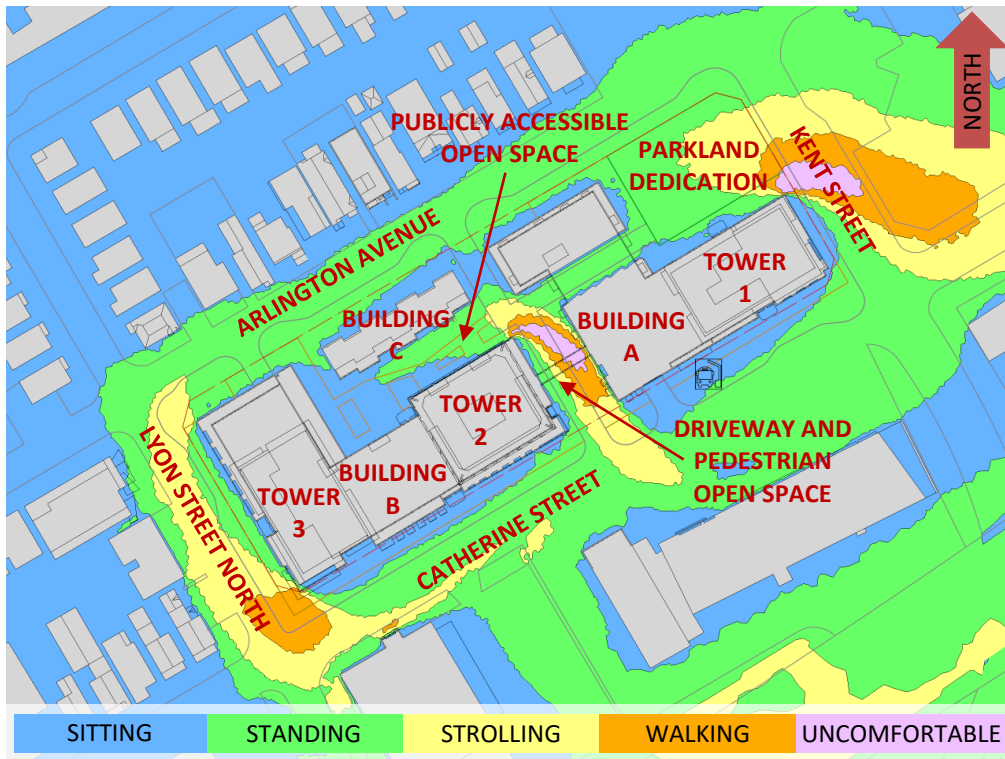 NORTH
PUBLICLY ACCESSIBLE
OPEN SPACE
PARKLAND
DEDICATION
KENT STREET
ARLINGTON AVENUE
TOWER
1
BUILDING
C
BUILDING
A
TOWER
2
LYON STREET NORTH
TOWER
3
BUILDING
B
DRIVEWAY AND
PEDESTRIAN
OPEN SPACE
CATHERINE STREET
SITTING
STANDING
STROLLING
WALKING
UNCOMFORTABLE